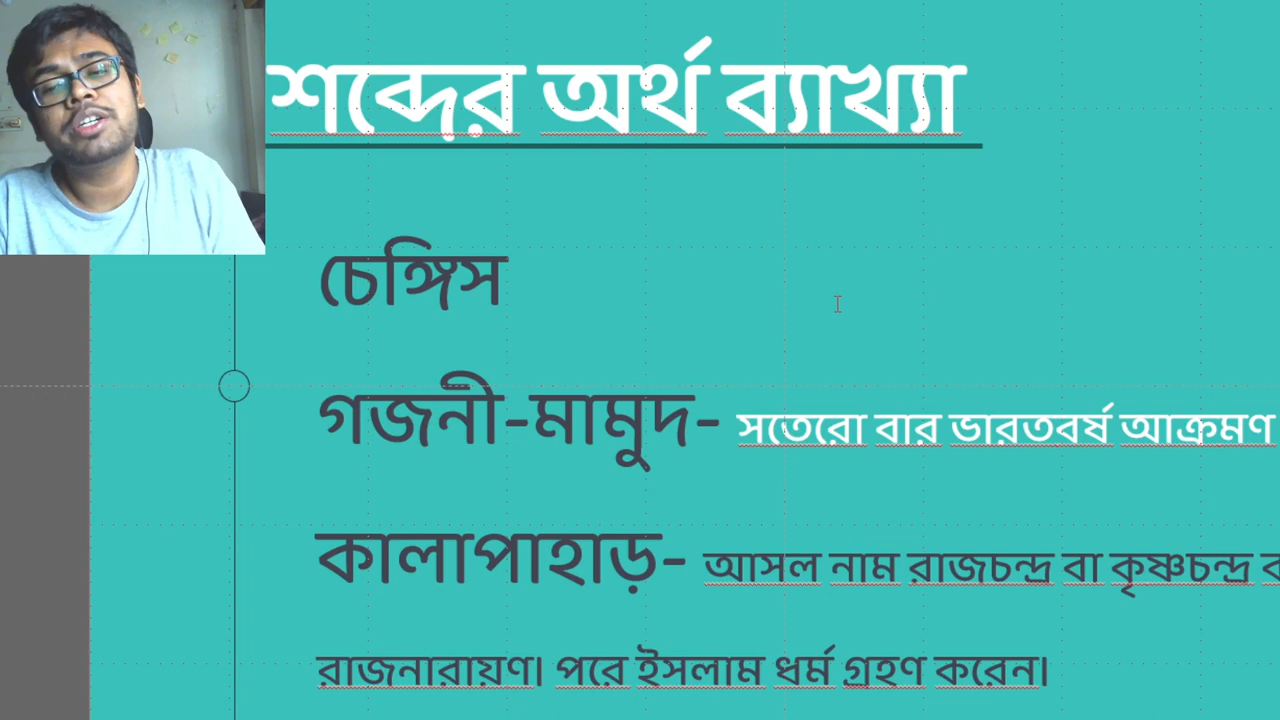 শব্দের অর্থ ব্যাখ্যা
চেঙ্গিস
গজনী-মামুদ- সতেরো বার ভারতবর্ষ আক্রমণ
কালাপাহাড়- আসল নাম রাজচন্দ্র বা কৃষ্ণচন্দ্র
রাজনারায়ণ। পরে ইসলাম ধর্ম গ্রহণ করেন।